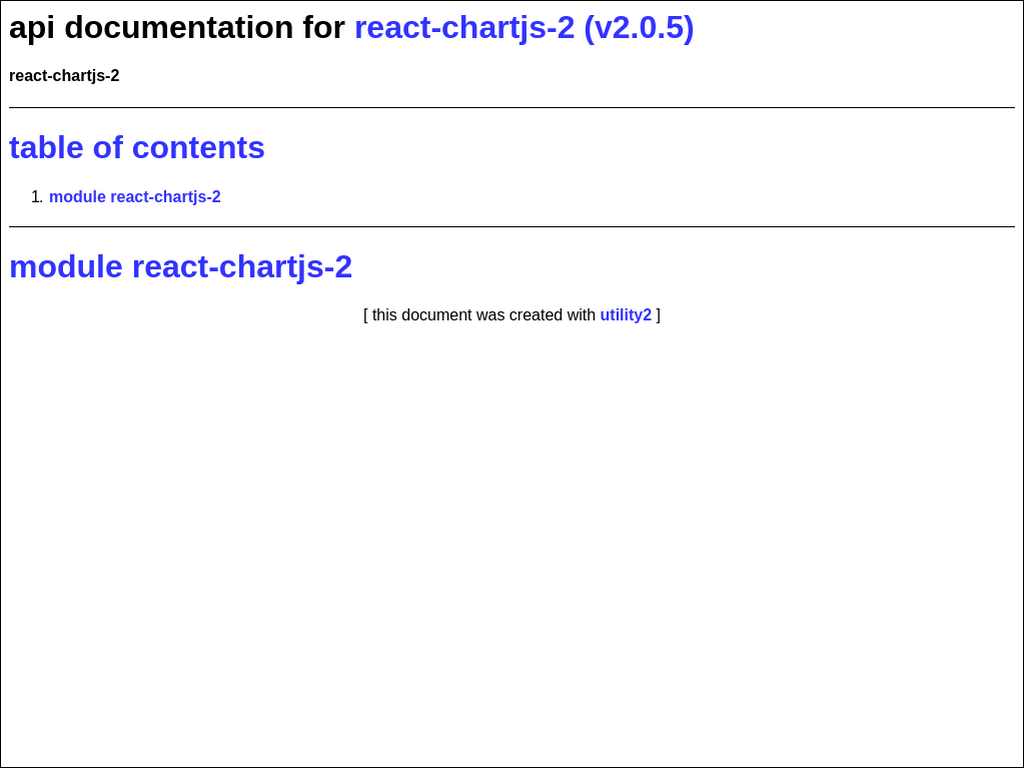 api documentation for react-chartjs-2 (v2.0.5)
react-chartjs-2
table of contents
1. module react-chartjs-2
module react-chartjs-2
[ this document was created with utility2 ]